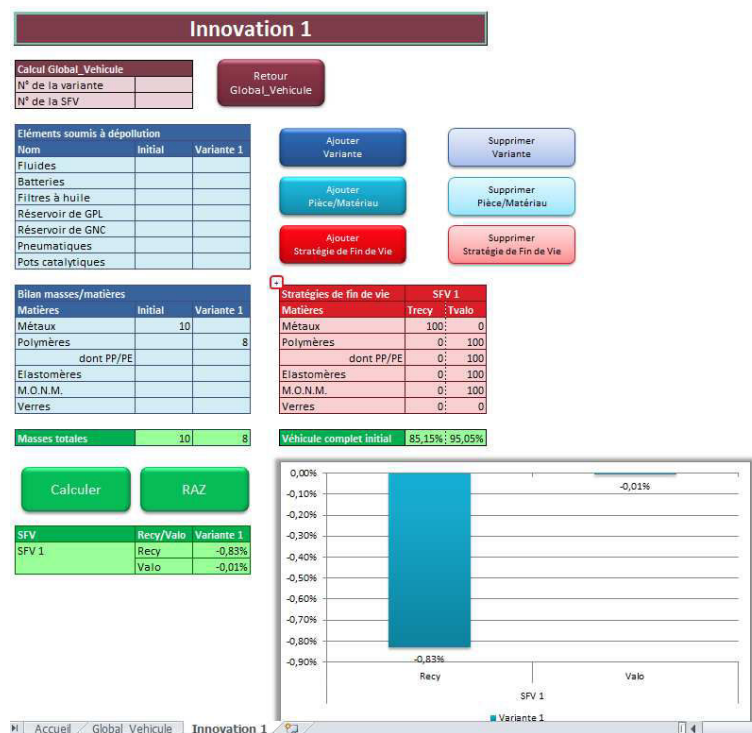 Innovation 1
Calcul Global_Vehicule
N° de la variante
N° de la SFV
Retour
Global_Vehicule
Eléments soumis à dépollution
Nom Initial Variante 1
Fluides
Batteries
Filtres à huile
Réservoir de GPL
Réservoir de GNC
Pneumatiques
Pots catalytiques
Ajouter
Variante
Supprimer
Variante
Ajouter
Pièce/Matériau
Supprimer
Pièce/Matériau
Ajouter
Stratégie de Fin de Vie
Supprimer
Stratégie de Fin de Vie
Bilan masses/matières
Matières Initial Variante 1
Métaux 10
Polymères 8
dont PP/PE
Elastomères
M.O.N.M.
Verres
Masses totales 10 8
Stratégies de fin de vie SFV 1
Matières Trecy Tvalo
Métaux 100 0
Polymères 0 100
dont PP/PE 0 100
Elastomères 0 100
M.O.N.M. 0 100
Verres 0 0
Véhicule complet initial 85,15% 95,05%
Calculer
RAZ
SFV Recy/Valo Variante 1
SFV 1 Recy -0,83%
Valo -0,01%
0,00%
-0,10%
-0,20%
-0,30%
-0,40%
-0,50%
-0,60%
-0,70%
-0,80%
-0,90%
-0,01%
-0,83%
Recy Valo
SFV 1
Variante 1
Accueil Global_Vehicule Innovation 1